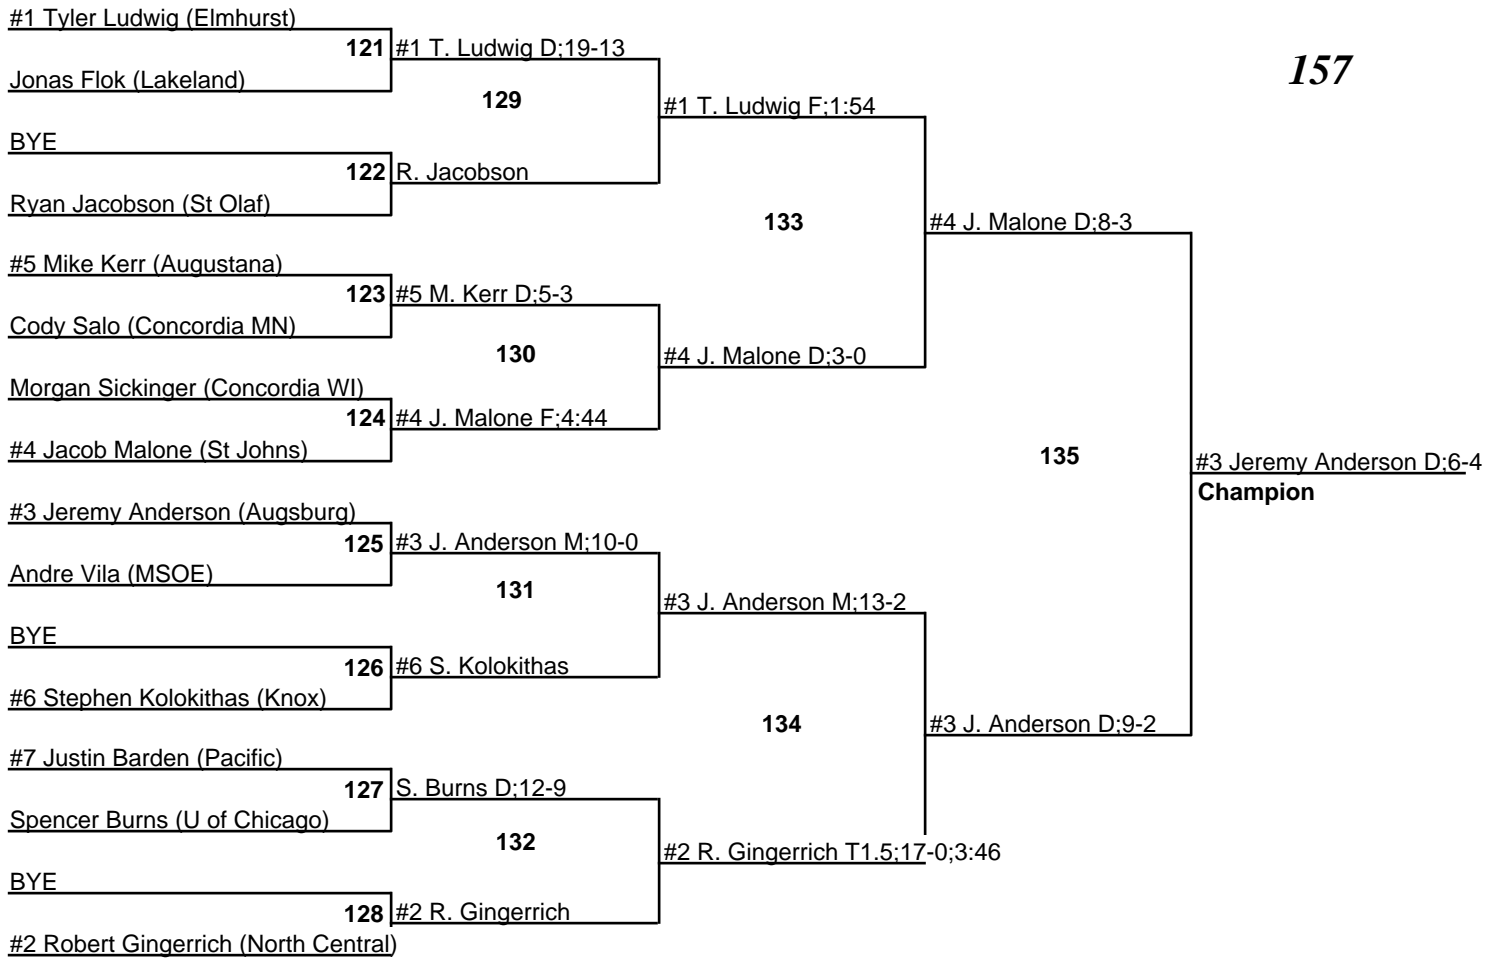 #1 Tyler Ludwig (Elmhurst)
121 #1 T. Ludwig D;19-13
157
Jonas Flok (Lakeland)
129
#1 T. Ludwig F;1:54
BYE
122 R. Jacobson
Ryan Jacobson (St Olaf)
133
#4 J. Malone D;8-3
#5 Mike Kerr (Augustana)
123 #5 M. Kerr D;5-3
Cody Salo (Concordia MN)
130
#4 J. Malone D;3-0
Morgan Sickinger (Concordia WI)
124 #4 J. Malone F;4:44
#4 Jacob Malone (St Johns)
135
#3 Jeremy Anderson D;6-4
Champion
#3 Jeremy Anderson (Augsburg)
125 #3 J. Anderson M;10-0
Andre Vila (MSOE)
131
#3 J. Anderson M;13-2
BYE
126 #6 S. Kolokithas
#6 Stephen Kolokithas (Knox)
134
#3 J. Anderson D;9-2
#7 Justin Barden (Pacific)
127 S. Burns D;12-9
Spencer Burns (U of Chicago)
132
#2 R. Gingerrich T1.5;17-0;3:46
BYE
128 #2 R. Gingerrich
#2 Robert Gingerrich (North Central)